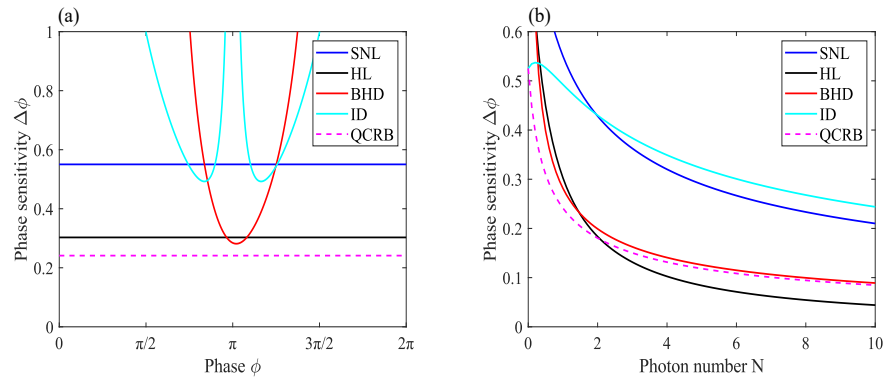 (a)
Phase sensitivity Δϕ
1
0.8
0.6
0.4
0.2
0
0
π/2
π
3π/2
2π
Phase ϕ
SNL
HL
BHD
ID
QCRB
(b)
Phase sensitivity Δϕ
0.6
0.5
0.4
0.3
0.2
0.1
0
0
2
4
6
8
10
Photon number N
SNL
HL
BHD
ID
QCRB